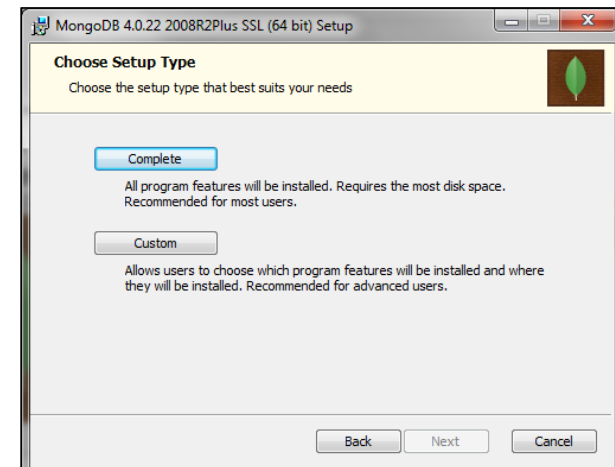 MongoDB 4.0.22 2008R2Plus SSL (64 bit) Setup
Choose Setup Type
Choose the setup type that best suits your needs
Complete
All program features will be installed. Requires the most disk space.
Recommended for most users.
Custom
Allows users to choose which program features will be installed and where
they will be installed. Recommended for advanced users.
Back Next Cancel